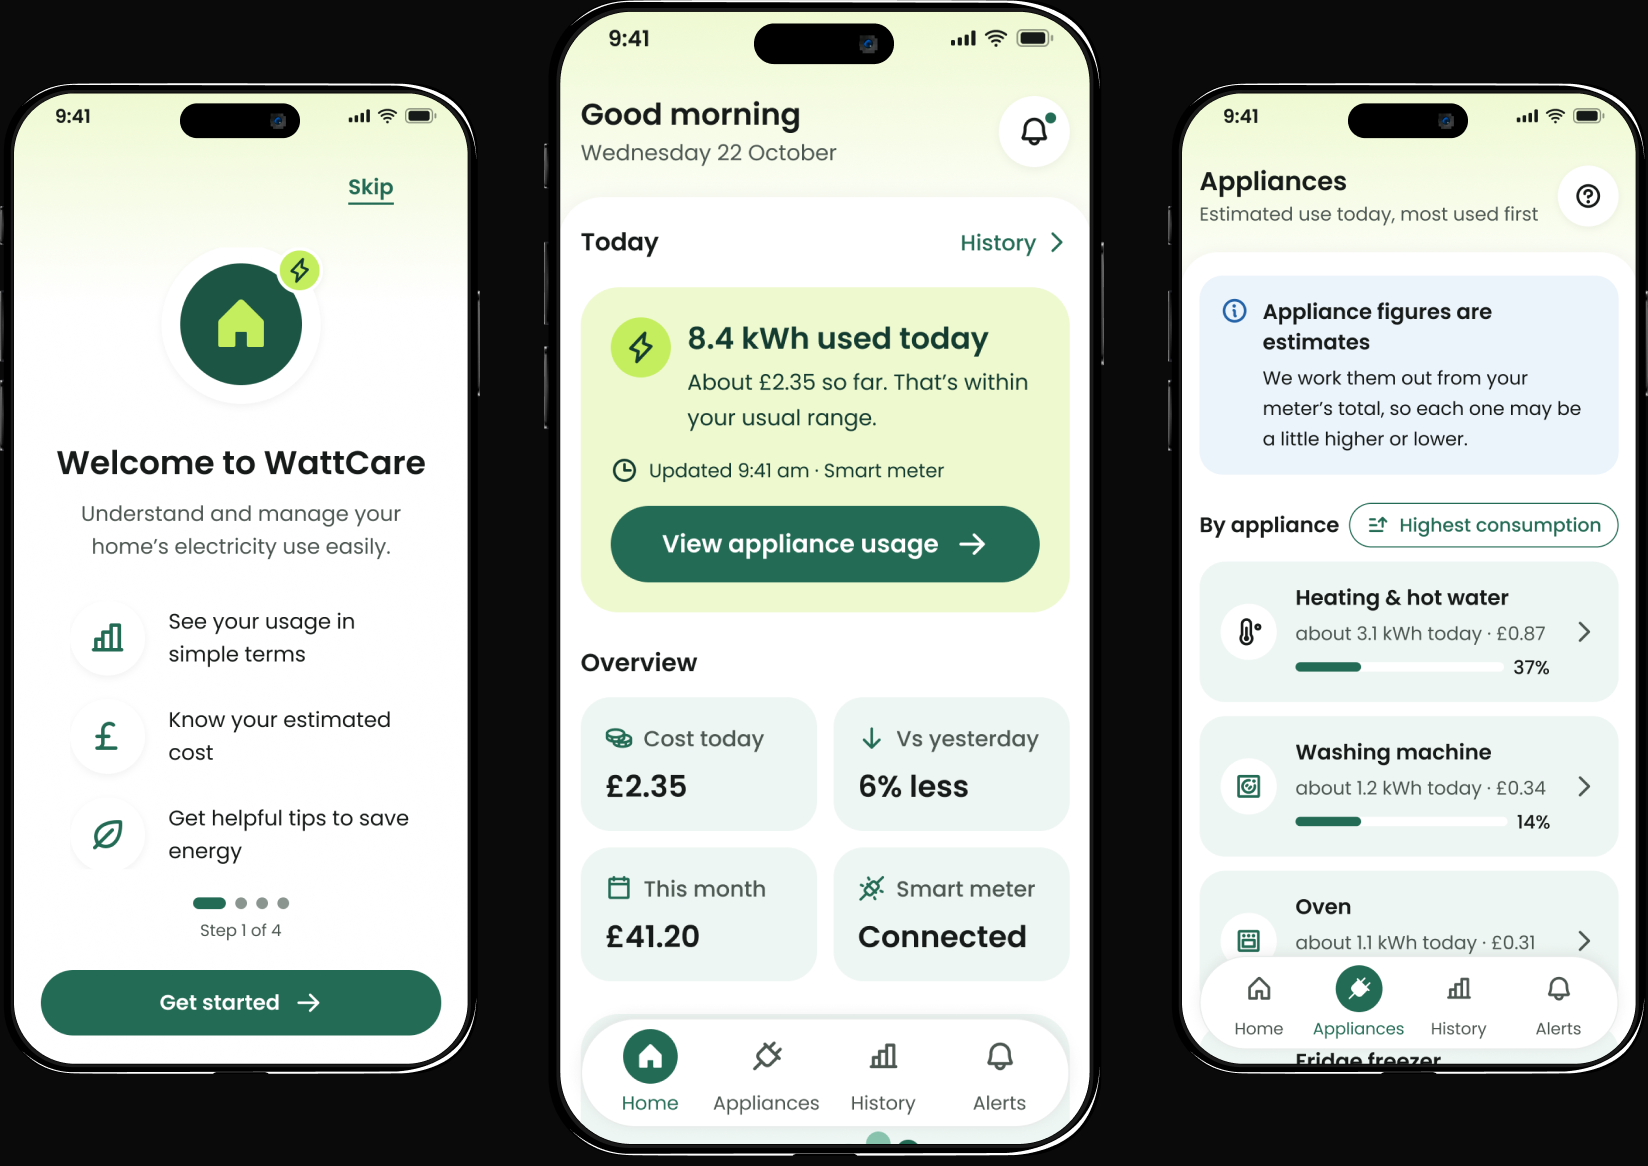 9:41
Skip
Welcome to WattCare
Understand and manage your
home's electricity use easily.
See your usage in
simple terms
Know your estimated
cost
Get helpful tips to save
energy
Step 1 of 4
Get started
9:41
Good morning
Wednesday 22 October
Today
History
8.4 kWh used today
About £2.35 so far. That's within
your usual range.
Updated 9:41 am · Smart meter
View appliance usage
Overview
Cost today
£2.35
Vs yesterday
6% less
This month
£41.20
Smart meter
Connected
Home
Appliances
History
Alerts
9:41
Appliances
Estimated use today, most used first
Appliance figures are
estimates
We work them out from your
meter's total, so each one may be
a little higher or lower.
By appliance
Highest consumption
Heating & hot water
about 3.1 kWh today · £0.87
37%
Washing machine
about 1.2 kWh today · £0.34
14%
Oven
about 1.1 kWh today · £0.31
Home
Appliances
History
Alerts
Fridge freezer